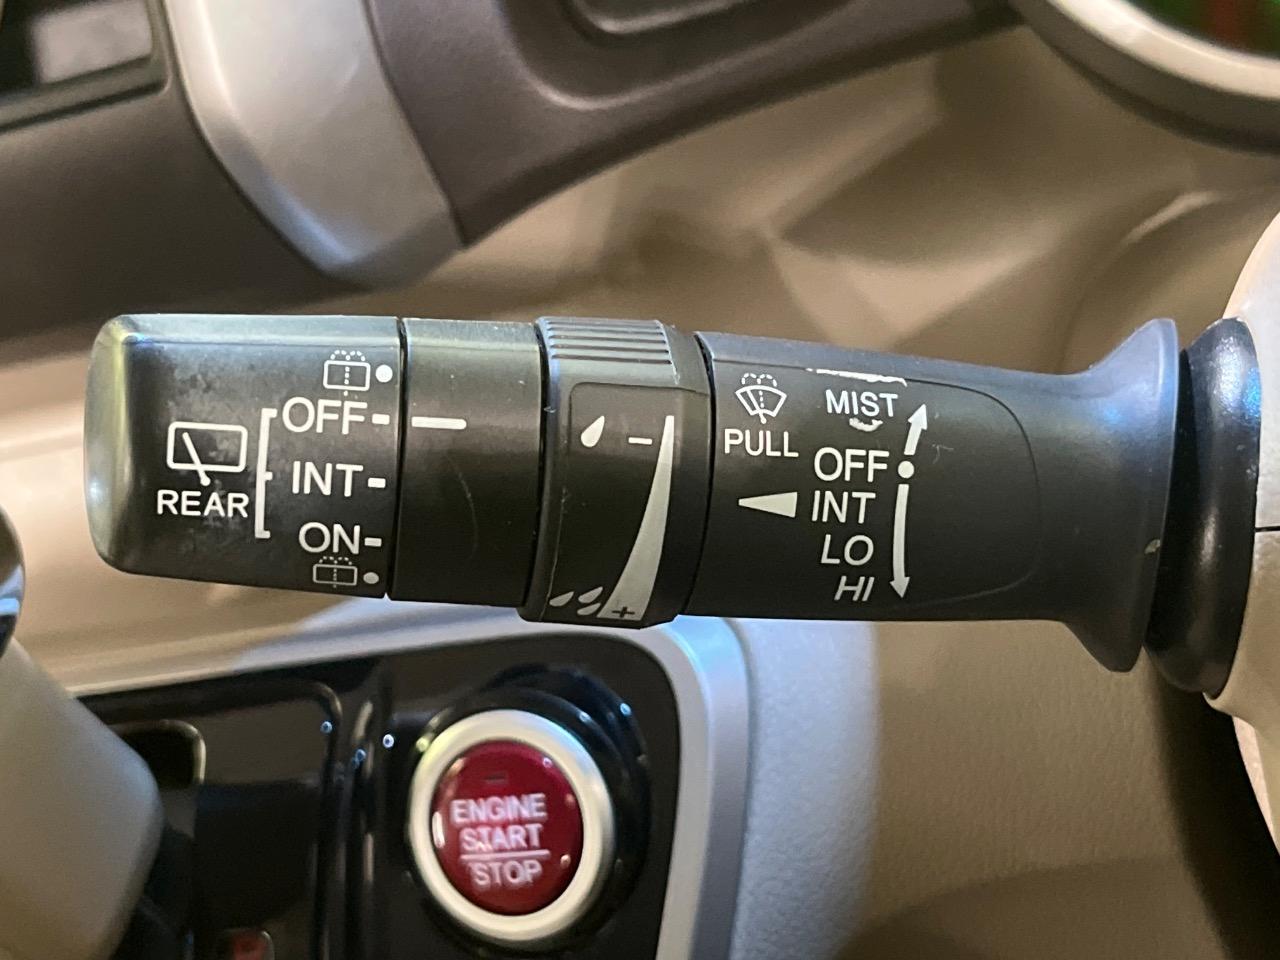 REAR
OFF
INT
ON
−
+
PULL
MIST
OFF
INT
LO
HI
ENGINE
START
STOP